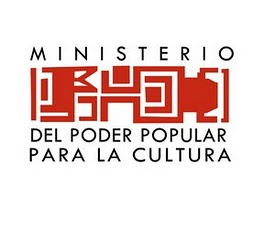 MINISTERIO
DEL PODER POPULAR
PARA LA CULTURA